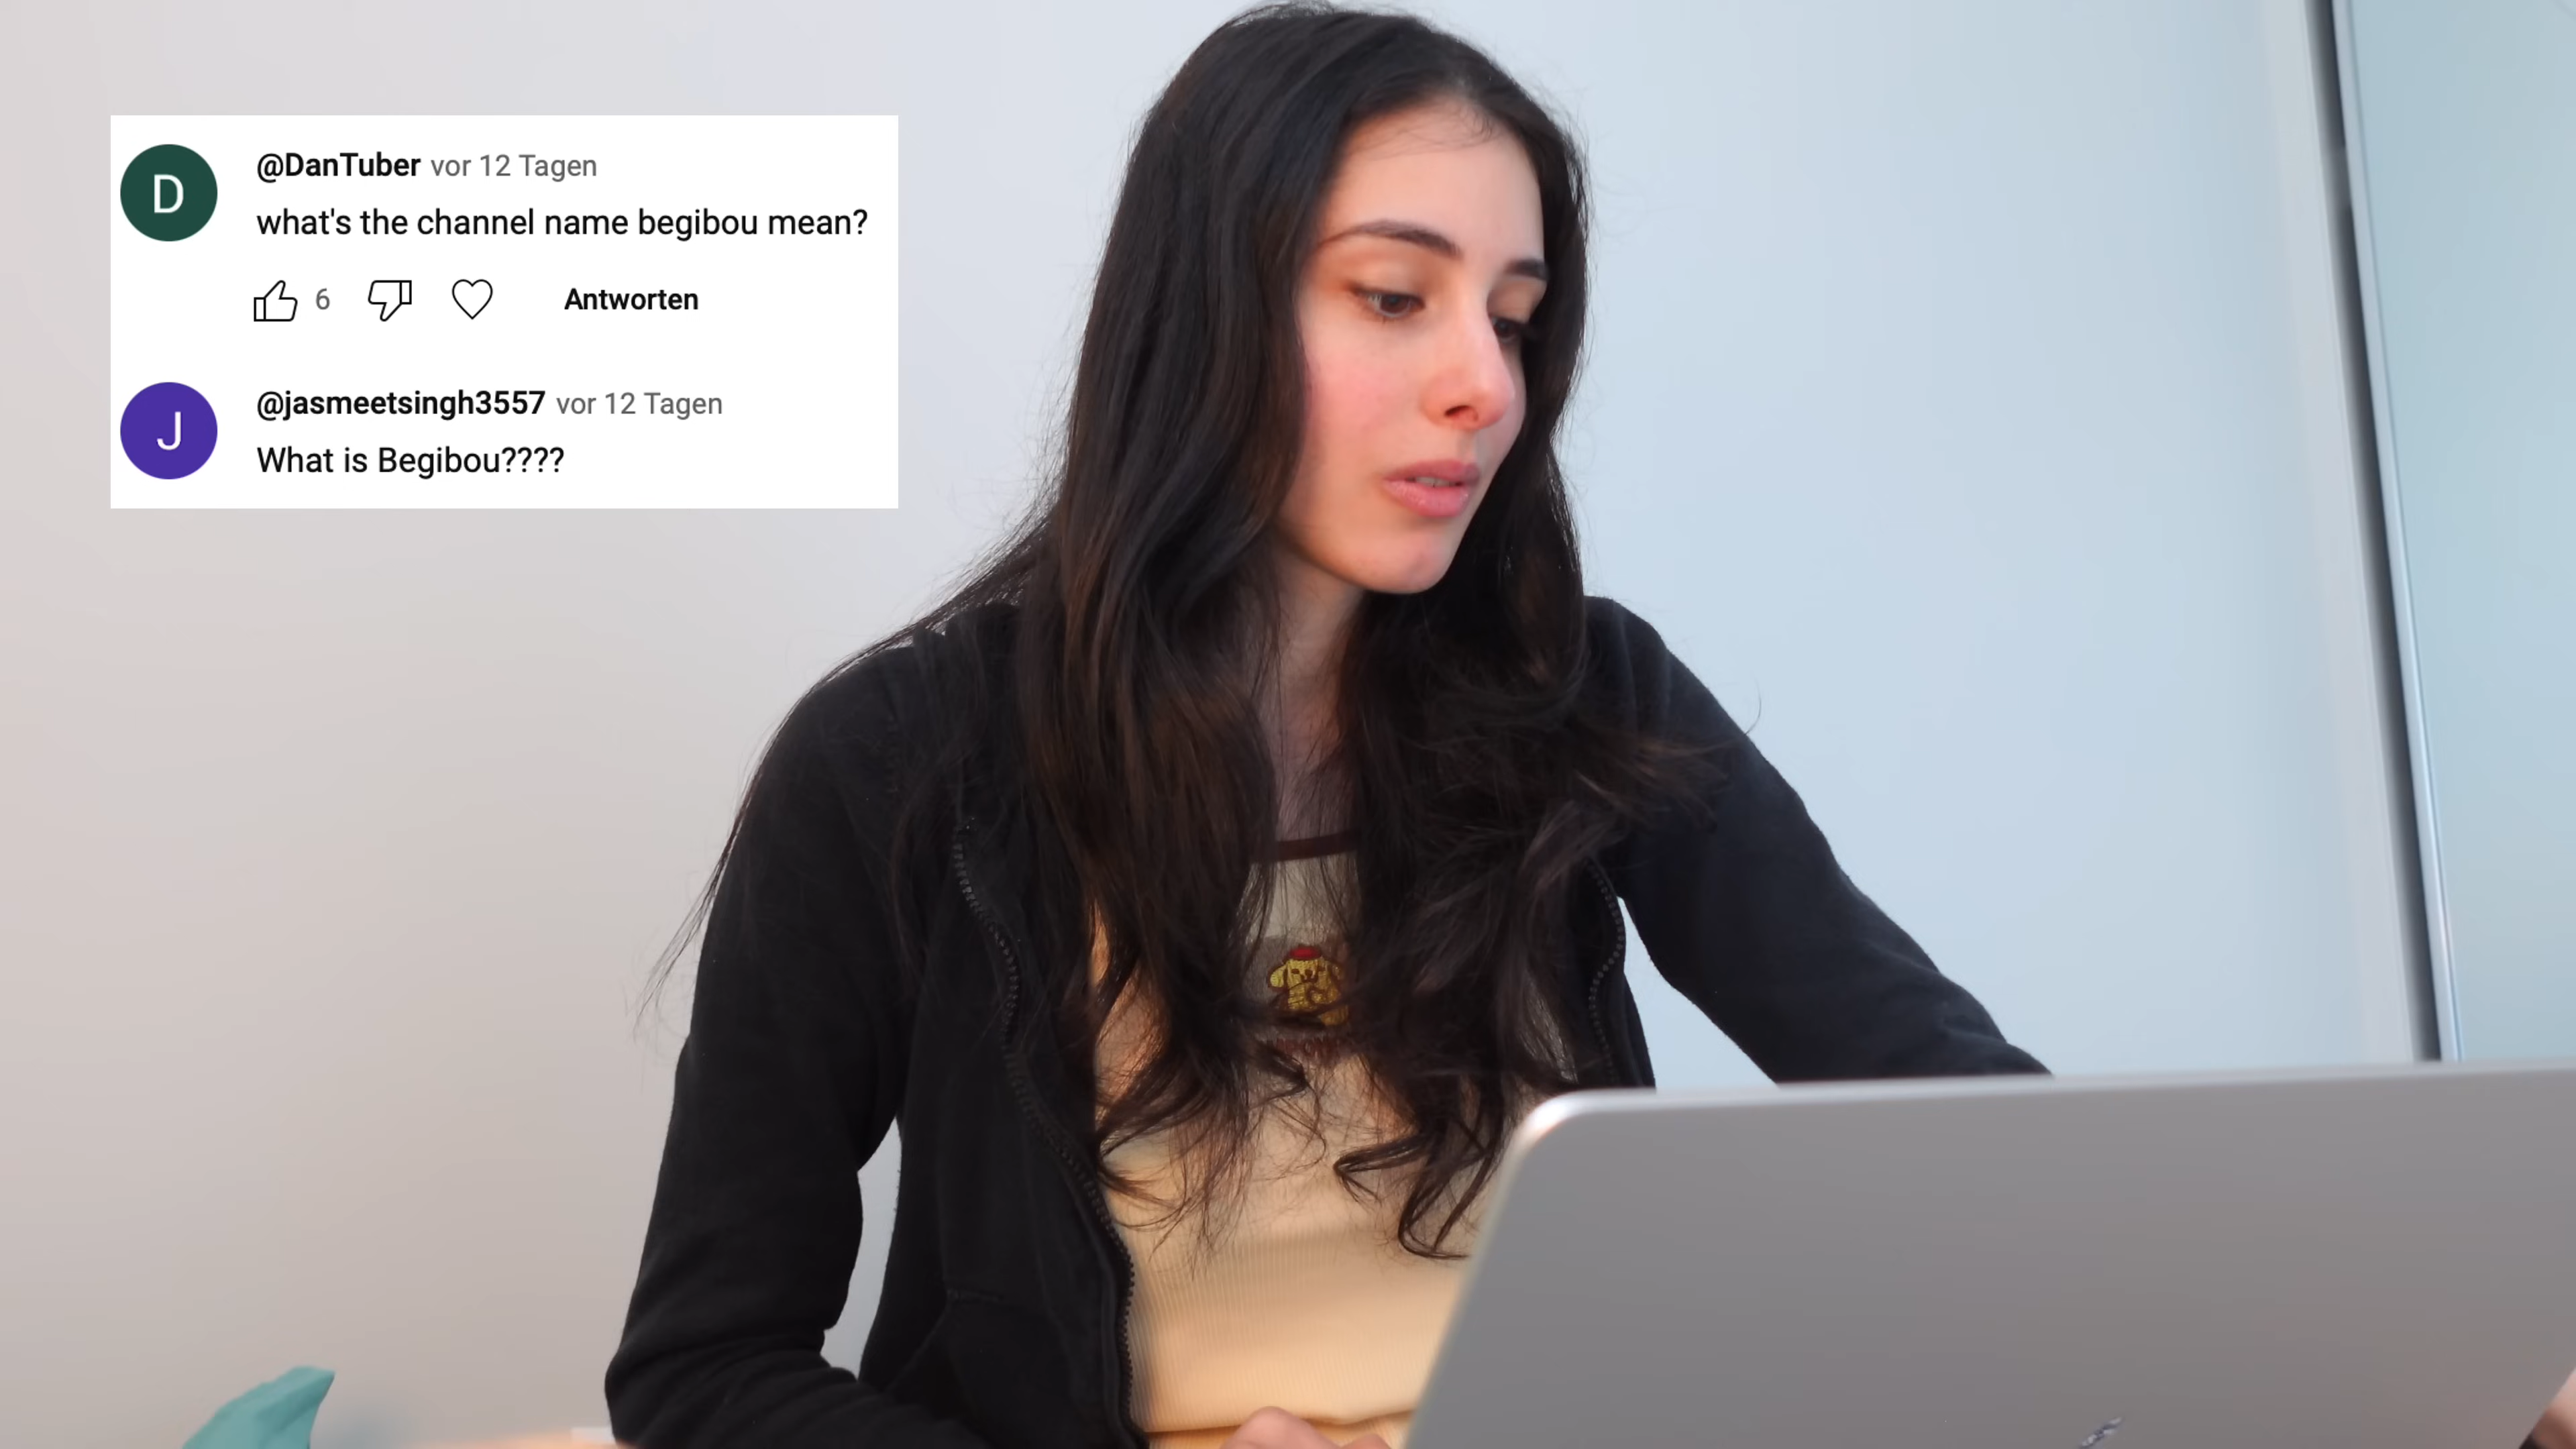 D
@DanTuber vor 12 Tagen
what's the channel name begibou mean?
6
Antworten
J
@jasmeetsingh3557 vor 12 Tagen
What is Begibou????